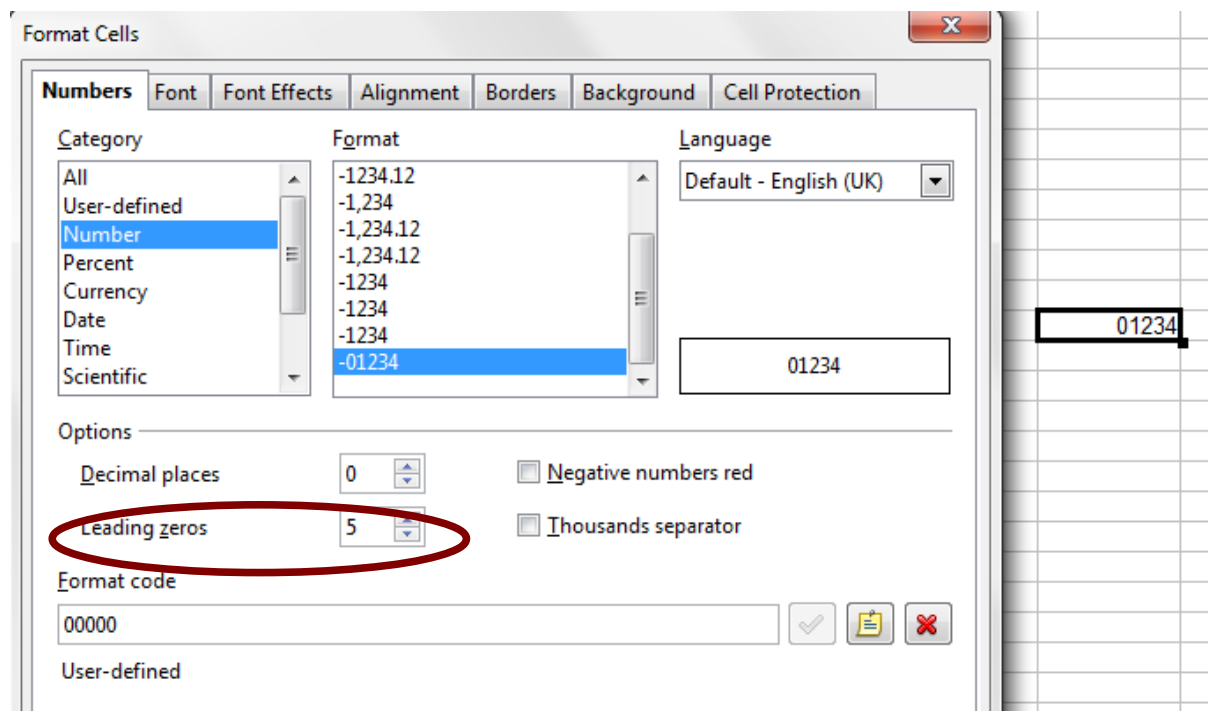 Format Cells
Numbers Font Font Effects Alignment Borders Background Cell Protection
Category
All
User-defined
Number
Percent
Currency
Date
Time
Scientific
Format
-1234.12
-1,234
-1,234.12
-1,234.12
-1234
-1234
-1234
-01234
Language
Default - English (UK)
01234
Options
Decimal places 0
Negative numbers red
Leading zeros 5
Thousands separator
Format code
00000
User-defined
01234